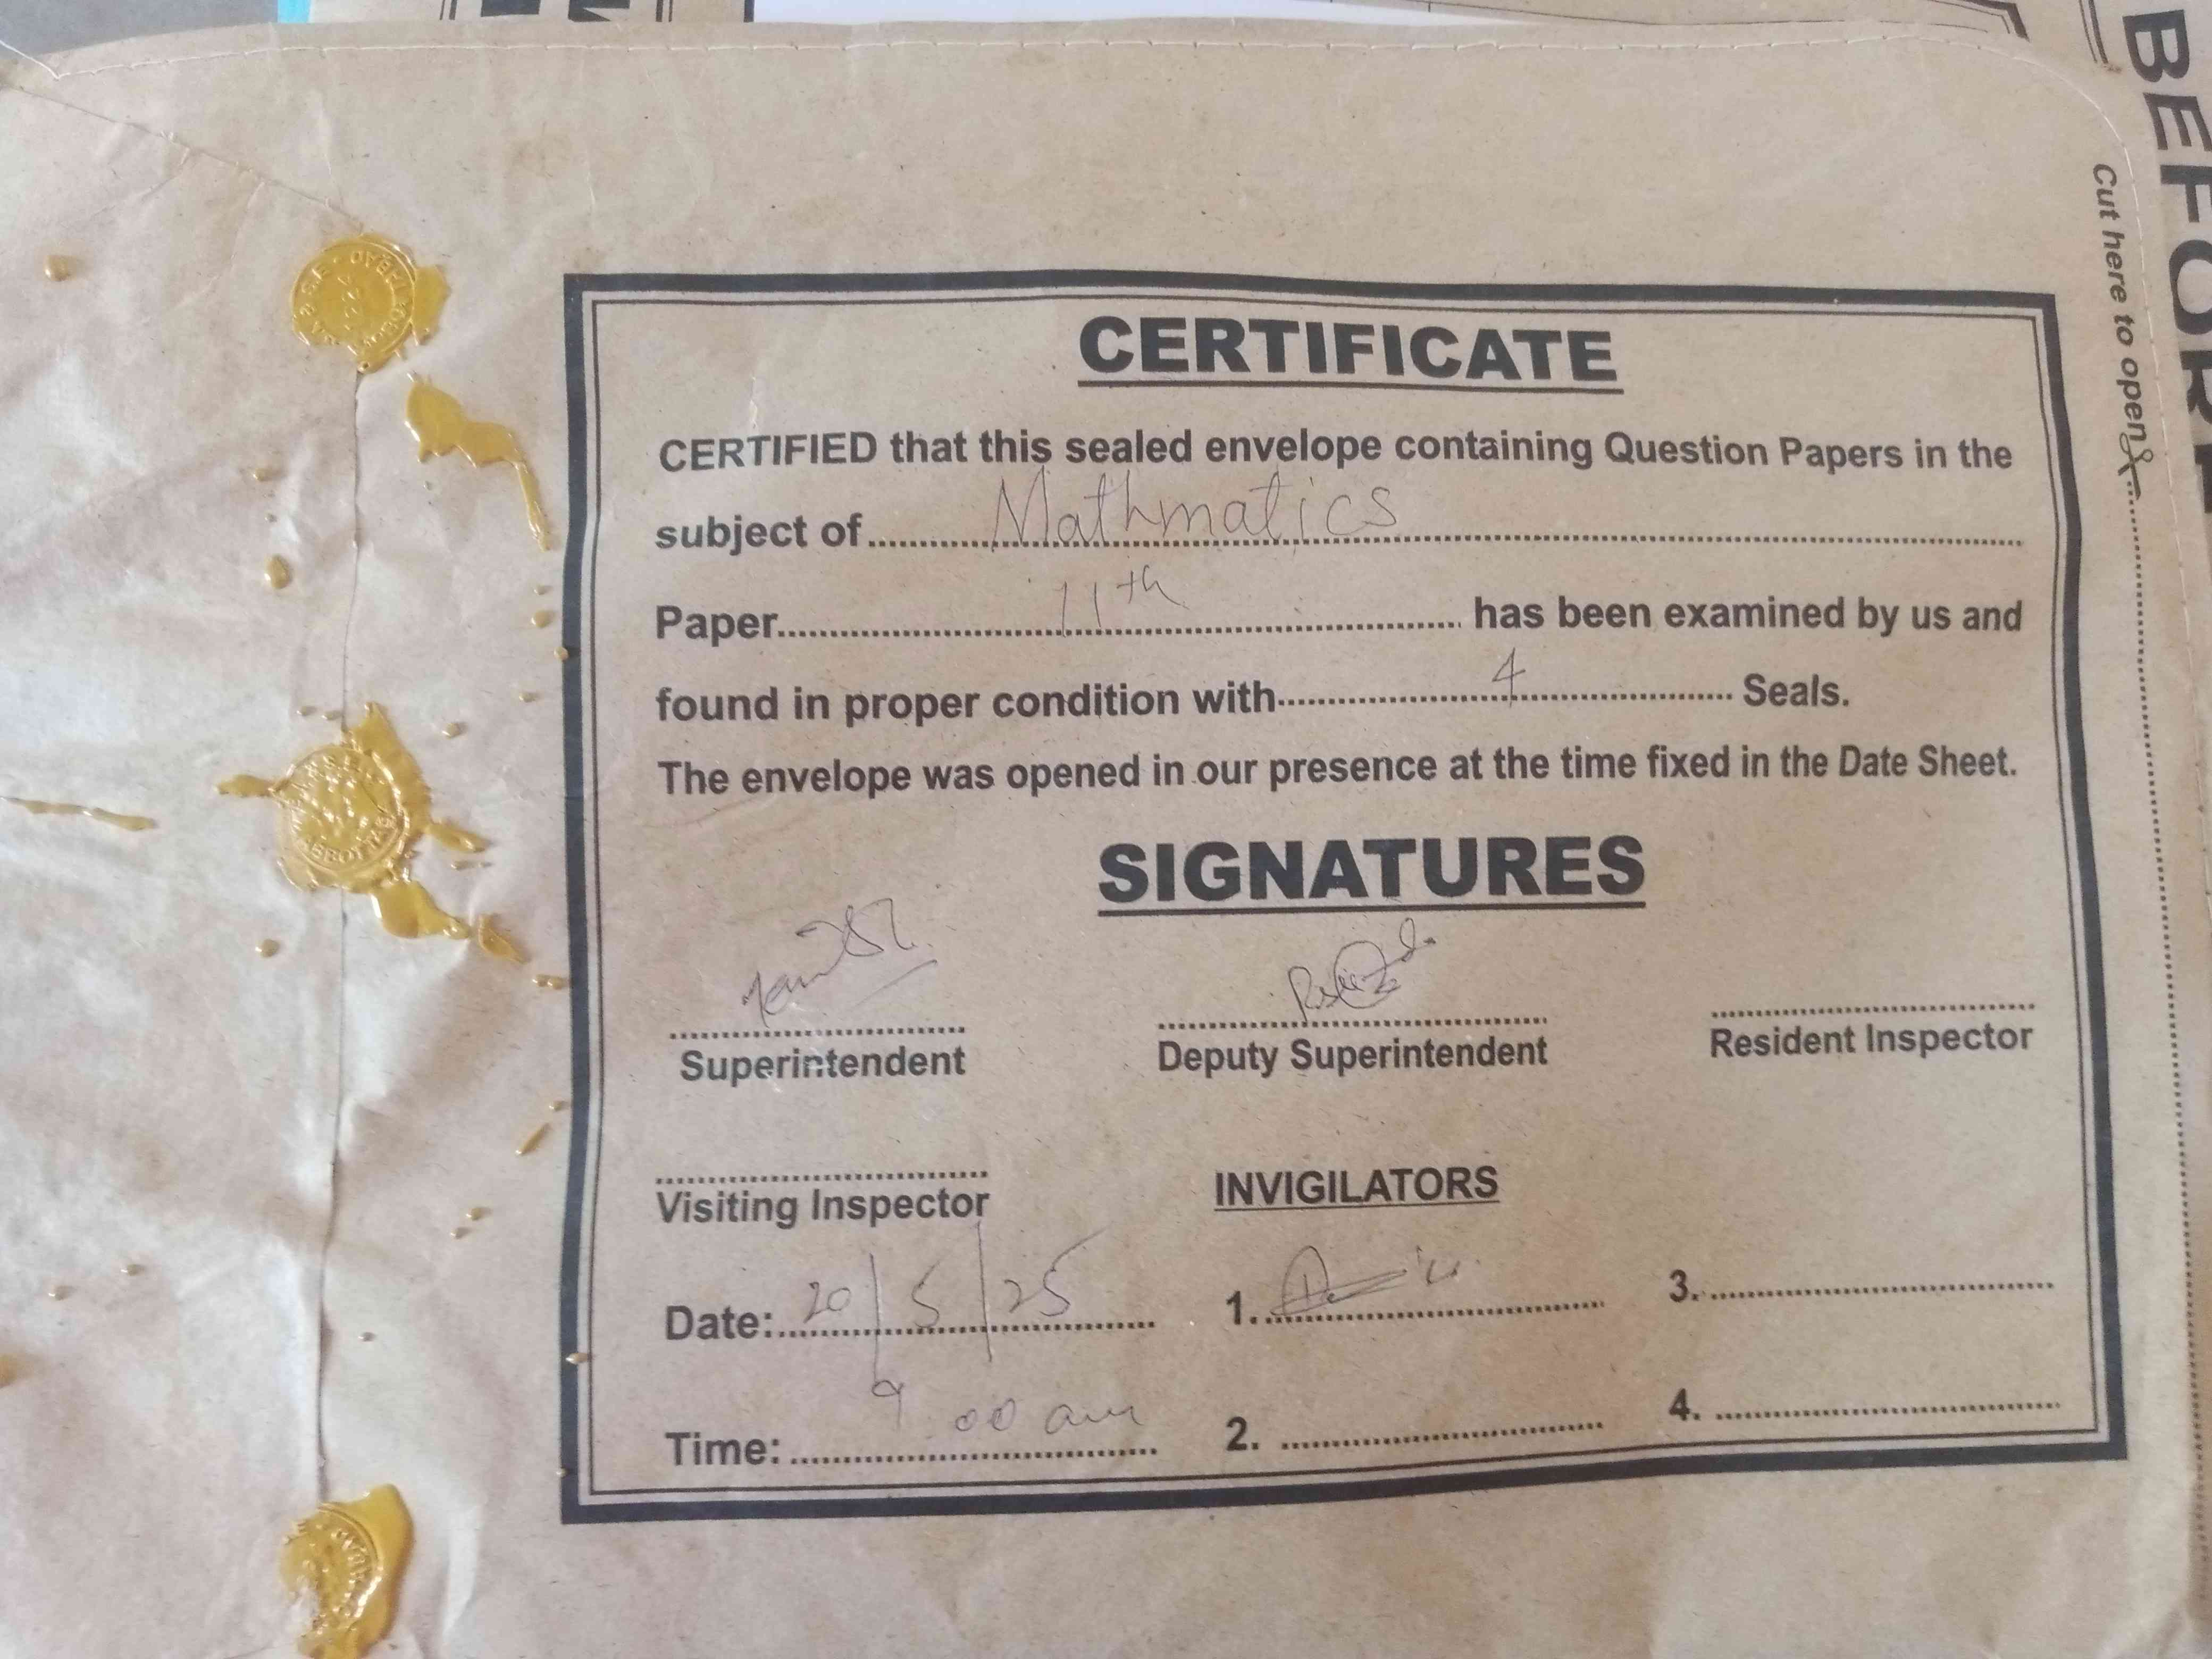 BEFORE
Cut here to open
CERTIFICATE
CERTIFIED that this sealed envelope containing Question Papers in the
subject of Mathmatics
Paper 11th has been examined by us and
found in proper condition with 4 Seals.
The envelope was opened in our presence at the time fixed in the Date Sheet.
SIGNATURES
Superintendent Deputy Superintendent Resident Inspector
Visiting Inspector INVIGILATORS
Date: 20/5/25 1. 3.
Time: 9 00 am 2. 4.